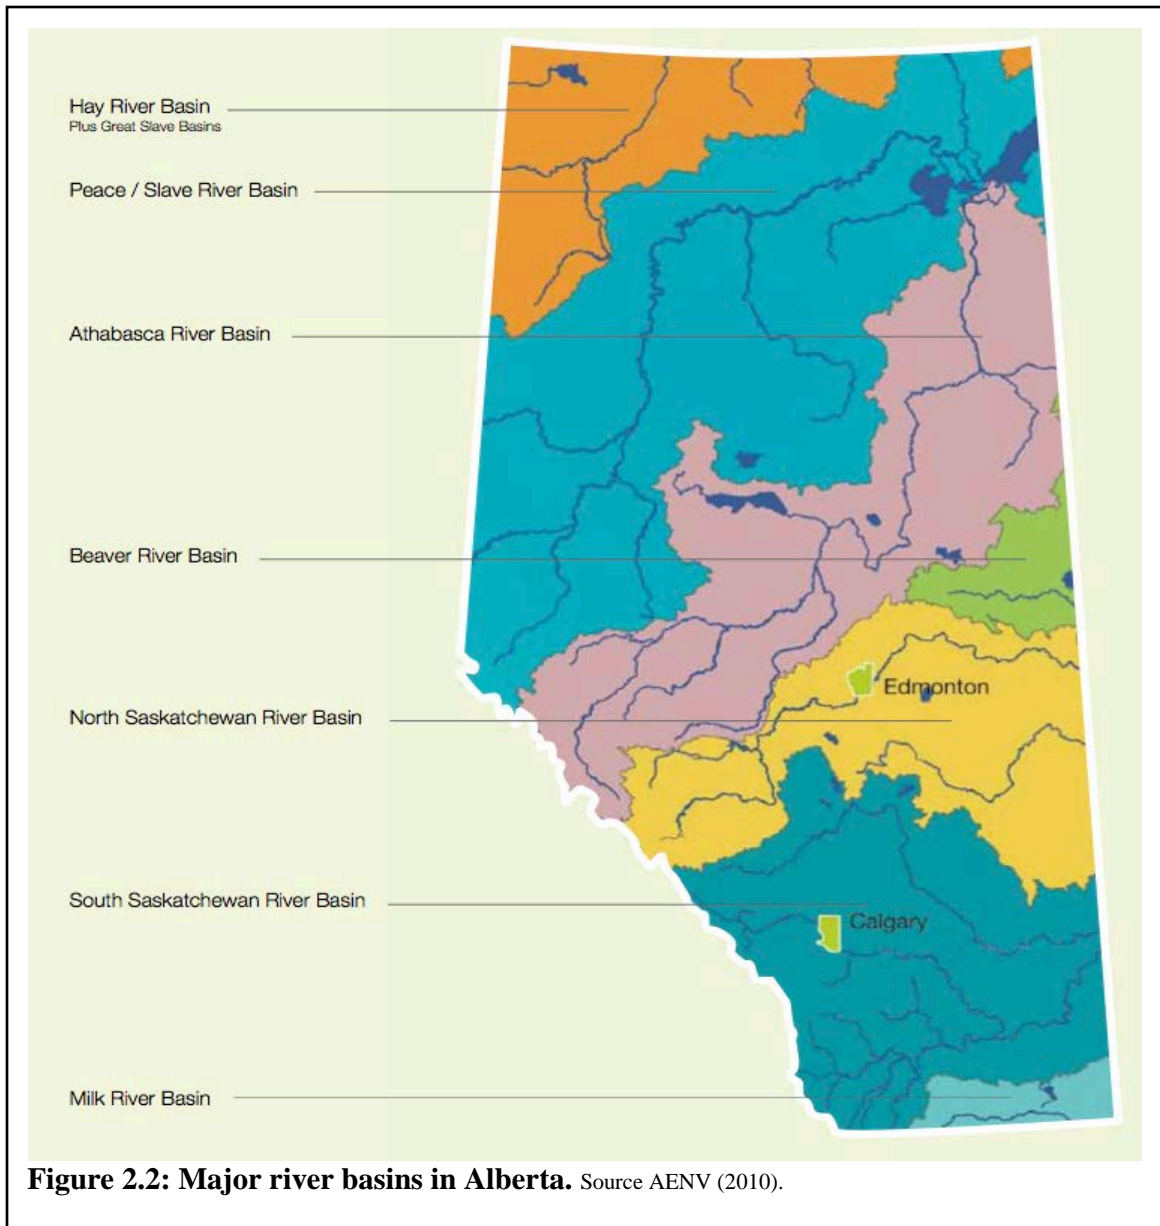 Hay River Basin
Plus Great Slave Basins
Peace / Slave River Basin
Athabasca River Basin
Beaver River Basin
Edmonton
North Saskatchewan River Basin
South Saskatchewan River Basin
Calgary
Milk River Basin
Figure 2.2: Major river basins in Alberta. Source AENV (2010).